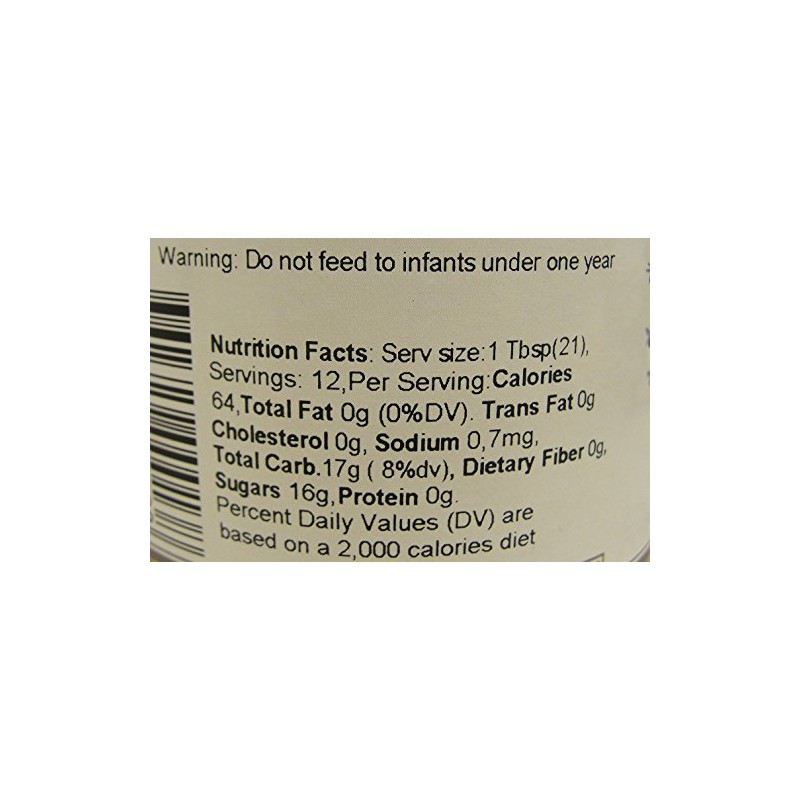 Warning: Do not feed to infants under one year
Nutrition Facts: Serv size:1 Tbsp(21),
Servings: 12,Per Serving:Calories
64,Total Fat 0g (0%DV). Trans Fat 0g
Cholesterol 0g, Sodium 0,7mg,
Total Carb.17g ( 8%dv), Dietary Fiber 0g,
Sugars 16g,Protein 0g.
Percent Daily Values (DV) are
based on a 2,000 calories diet